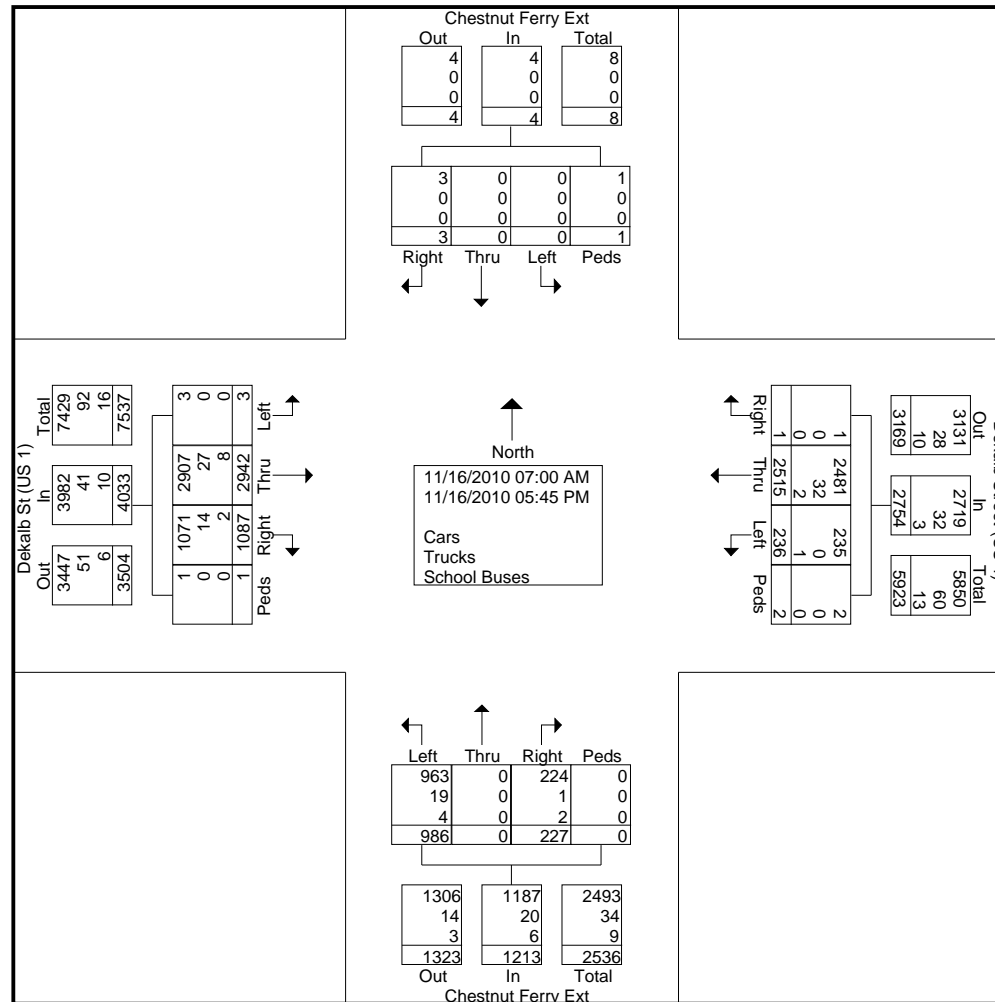 Chestnut Ferry Ext
Out In Total
4 4 8
0 0 0
0 0 0
4 4 8
3 0 0 1
0 0 0 0
0 0 0 0
3 0 0 1
Right Thru Left Peds
Dekalb St (US 1)
Total In Out
7429 3982 3447
92 41 51
16 10 6
7537 4033 3504
3 2907 1071 1
0 27 14 0
0 8 2 0
3 2942 1087 1
Left Thru Right Peds
North
11/16/2010 07:00 AM
11/16/2010 05:45 PM
Cars
Trucks
School Buses
Out In Total
3131 2719 5850
28 32 60
10 3 13
3169 2754 5923
1 2481 235 2
0 32 0 0
0 2 1 0
1 2515 236 2
Right Thru Left Peds
Left Thru Right Peds
963 0 224 0
19 0 1 0
4 0 2 0
986 0 227 0
1306 1187 2493
14 20 34
3 6 9
1323 1213 2536
Out In Total
Chestnut Ferry Ext